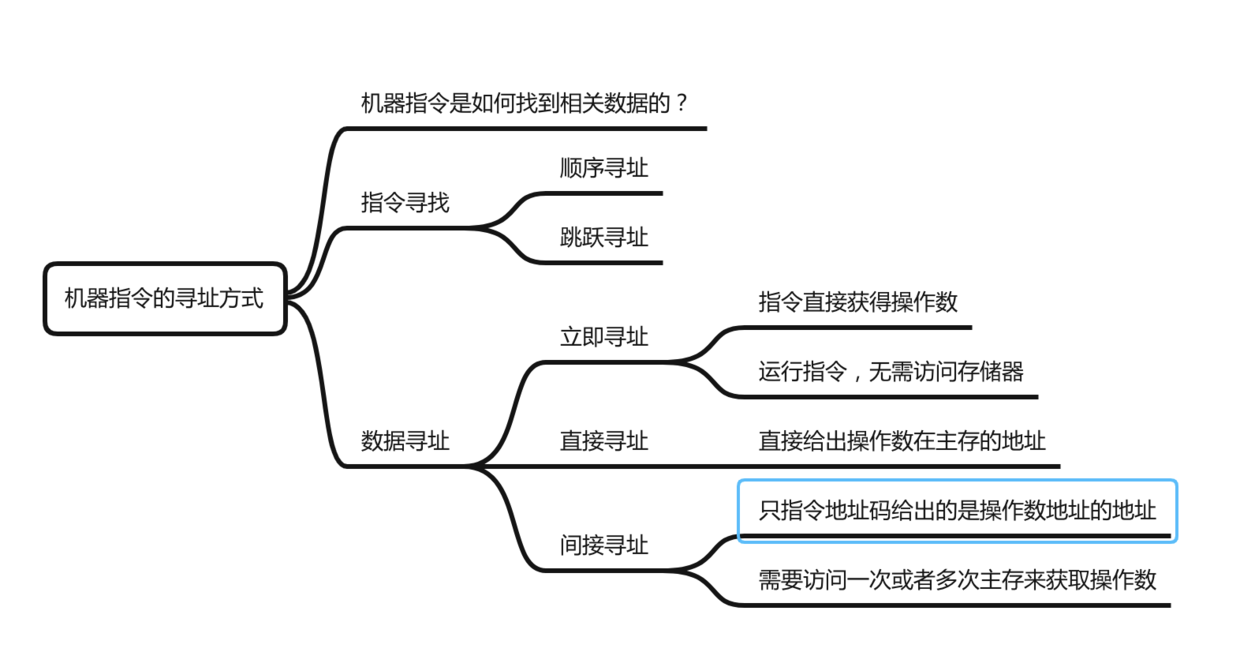 机器指令是如何找到相关数据的？
顺序寻址
指令寻找
跳跃寻址
机器指令的寻址方式
指令直接获得操作数
立即寻址
运行指令，无需访问存储器
数据寻址
直接寻址
直接给出操作数在主存的地址
只指令地址码给出的是操作数地址的地址
间接寻址
需要访问一次或者多次主存来获取操作数